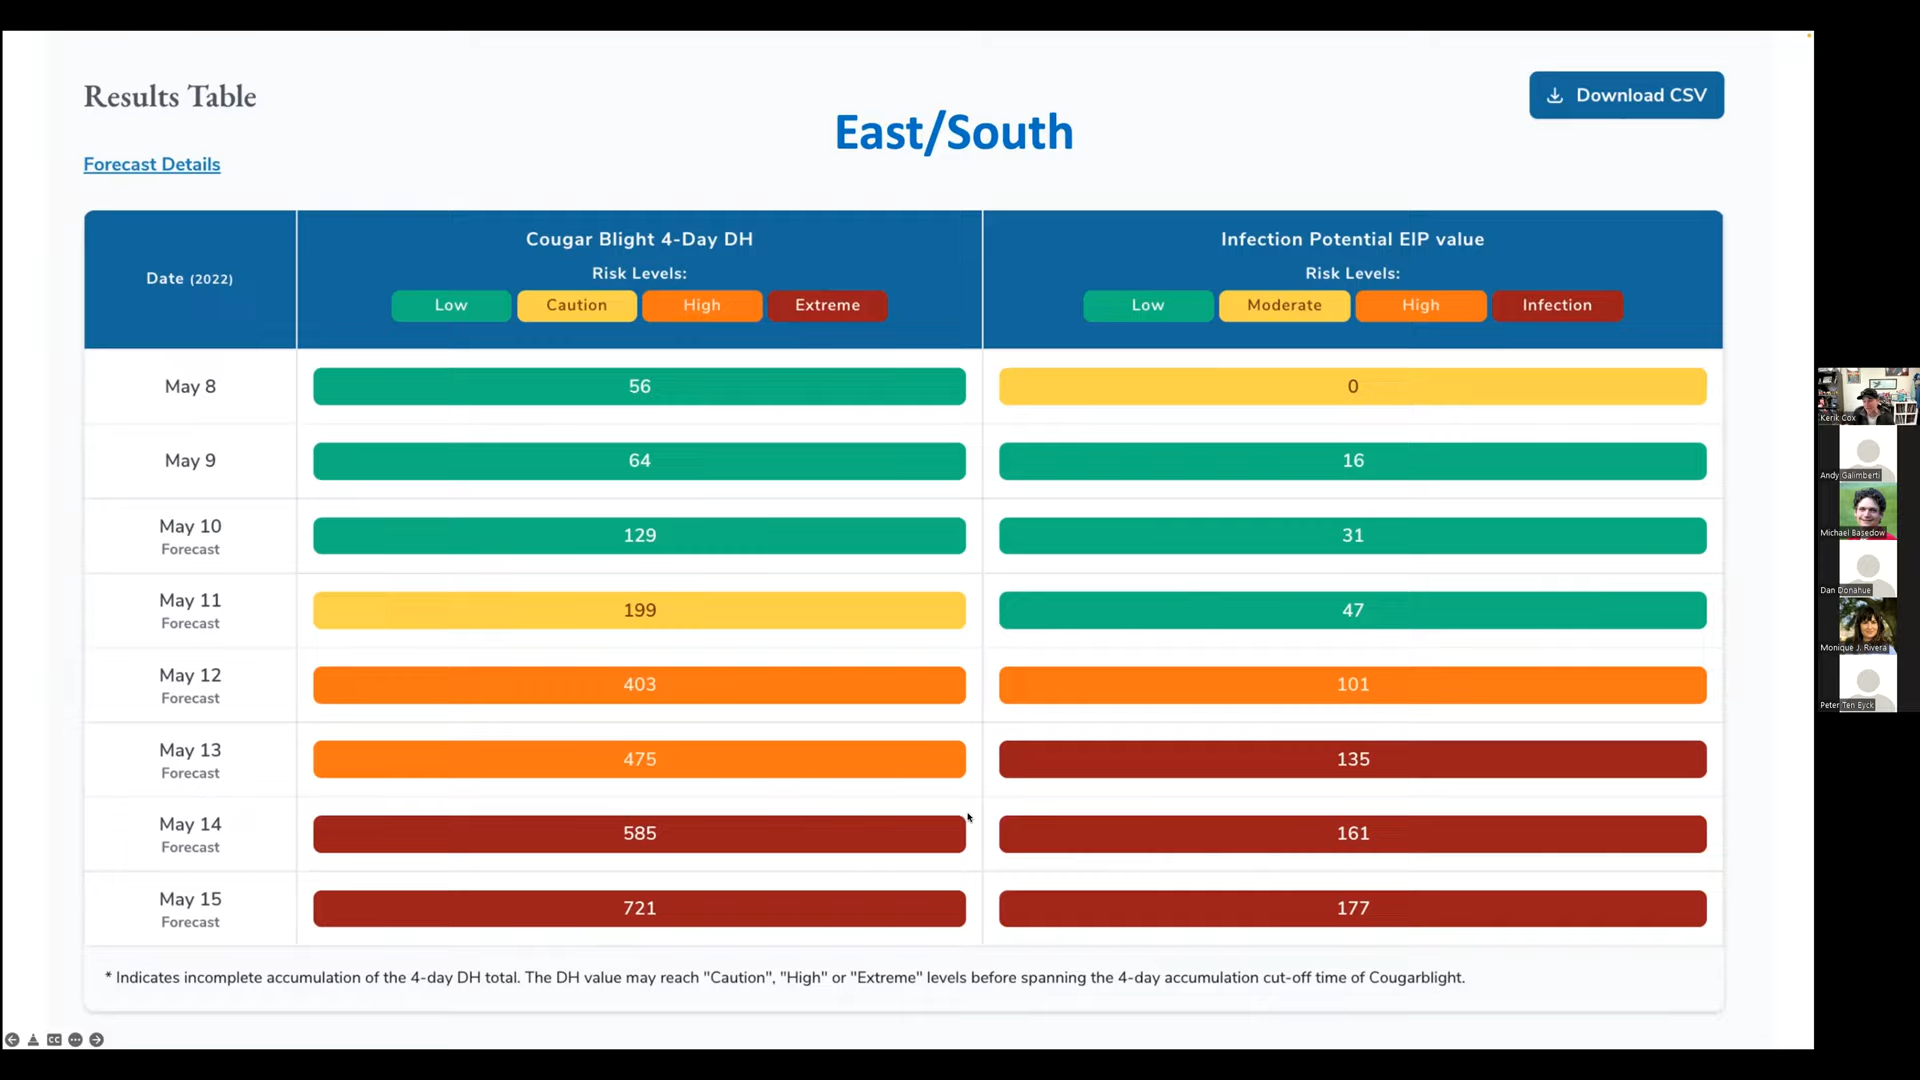 Results Table
Download CSV
East/South
Forecast Details
Date (2022)
Cougar Blight 4-Day DH
Risk Levels:
Low Caution High Extreme
Infection Potential EIP value
Risk Levels:
Low Moderate High Infection
May 8 56 0
May 9 64 16
May 10 129 31
Forecast
May 11 199 47
Forecast
May 12 403 101
Forecast
May 13 475 135
Forecast
May 14 585 161
Forecast
May 15 721 177
Forecast
* Indicates incomplete accumulation of the 4-day DH total. The DH value may reach "Caution", "High" or "Extreme" levels before spanning the 4-day accumulation cut-off time of Cougarblight.
CC
Kerik Cox
Andy Galimberti
Michael Basedow
Dan Donahue
Monique J. Rivera
Peter Ten Eyck